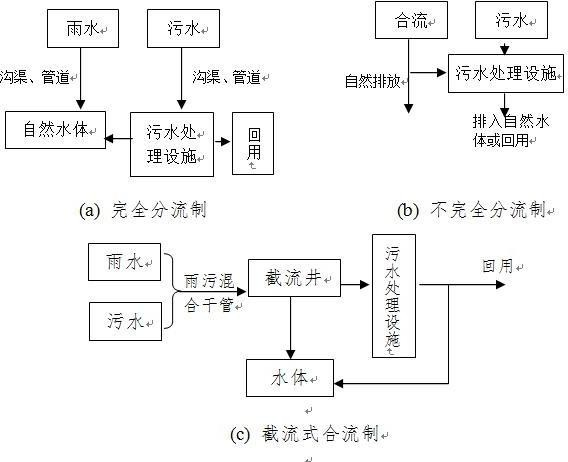 雨水
污水
沟渠、管道
沟渠、管道
自然水体
污水处
理设施
回
用
(a) 完全分流制
合流
污水
自然排放
污水处理设施
排入自然水
体或回用
(b) 不完全分流制
雨水
污水
雨污混
合干管
截流井
污
水
处
理
设
施
回用
水体
(c) 截流式合流制